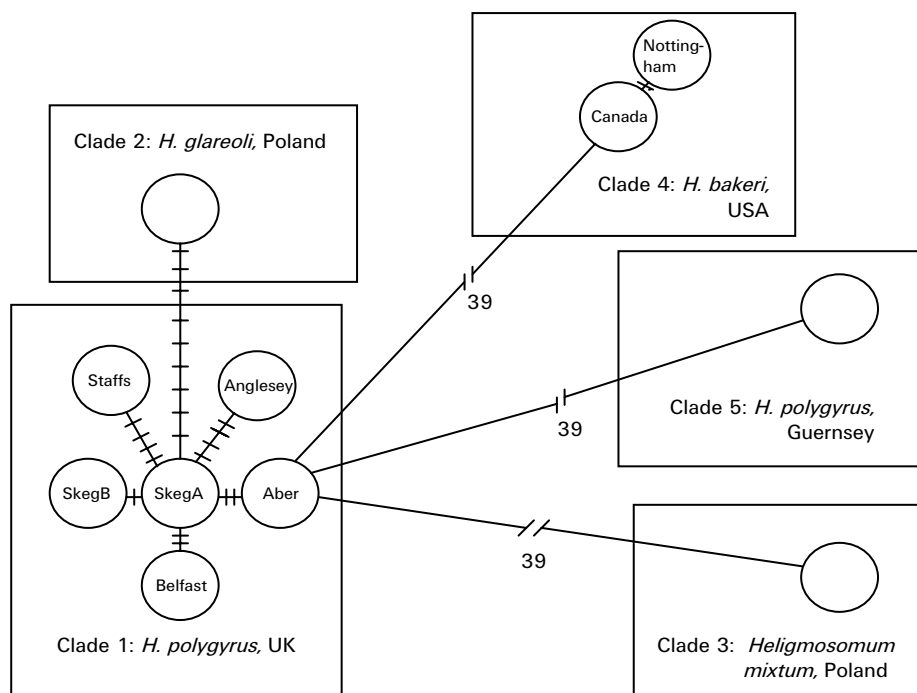 Notting-
ham
Canada
Clade 4: H. bakeri,
USA
Clade 2: H. glareoli, Poland
39
Clade 5: H. polygyrus,
Guernsey
39
Staffs
Anglesey
SkegB
SkegA
Aber
Belfast
Clade 1: H. polygyrus, UK
39
Clade 3: Heligmosomum
mixtum, Poland